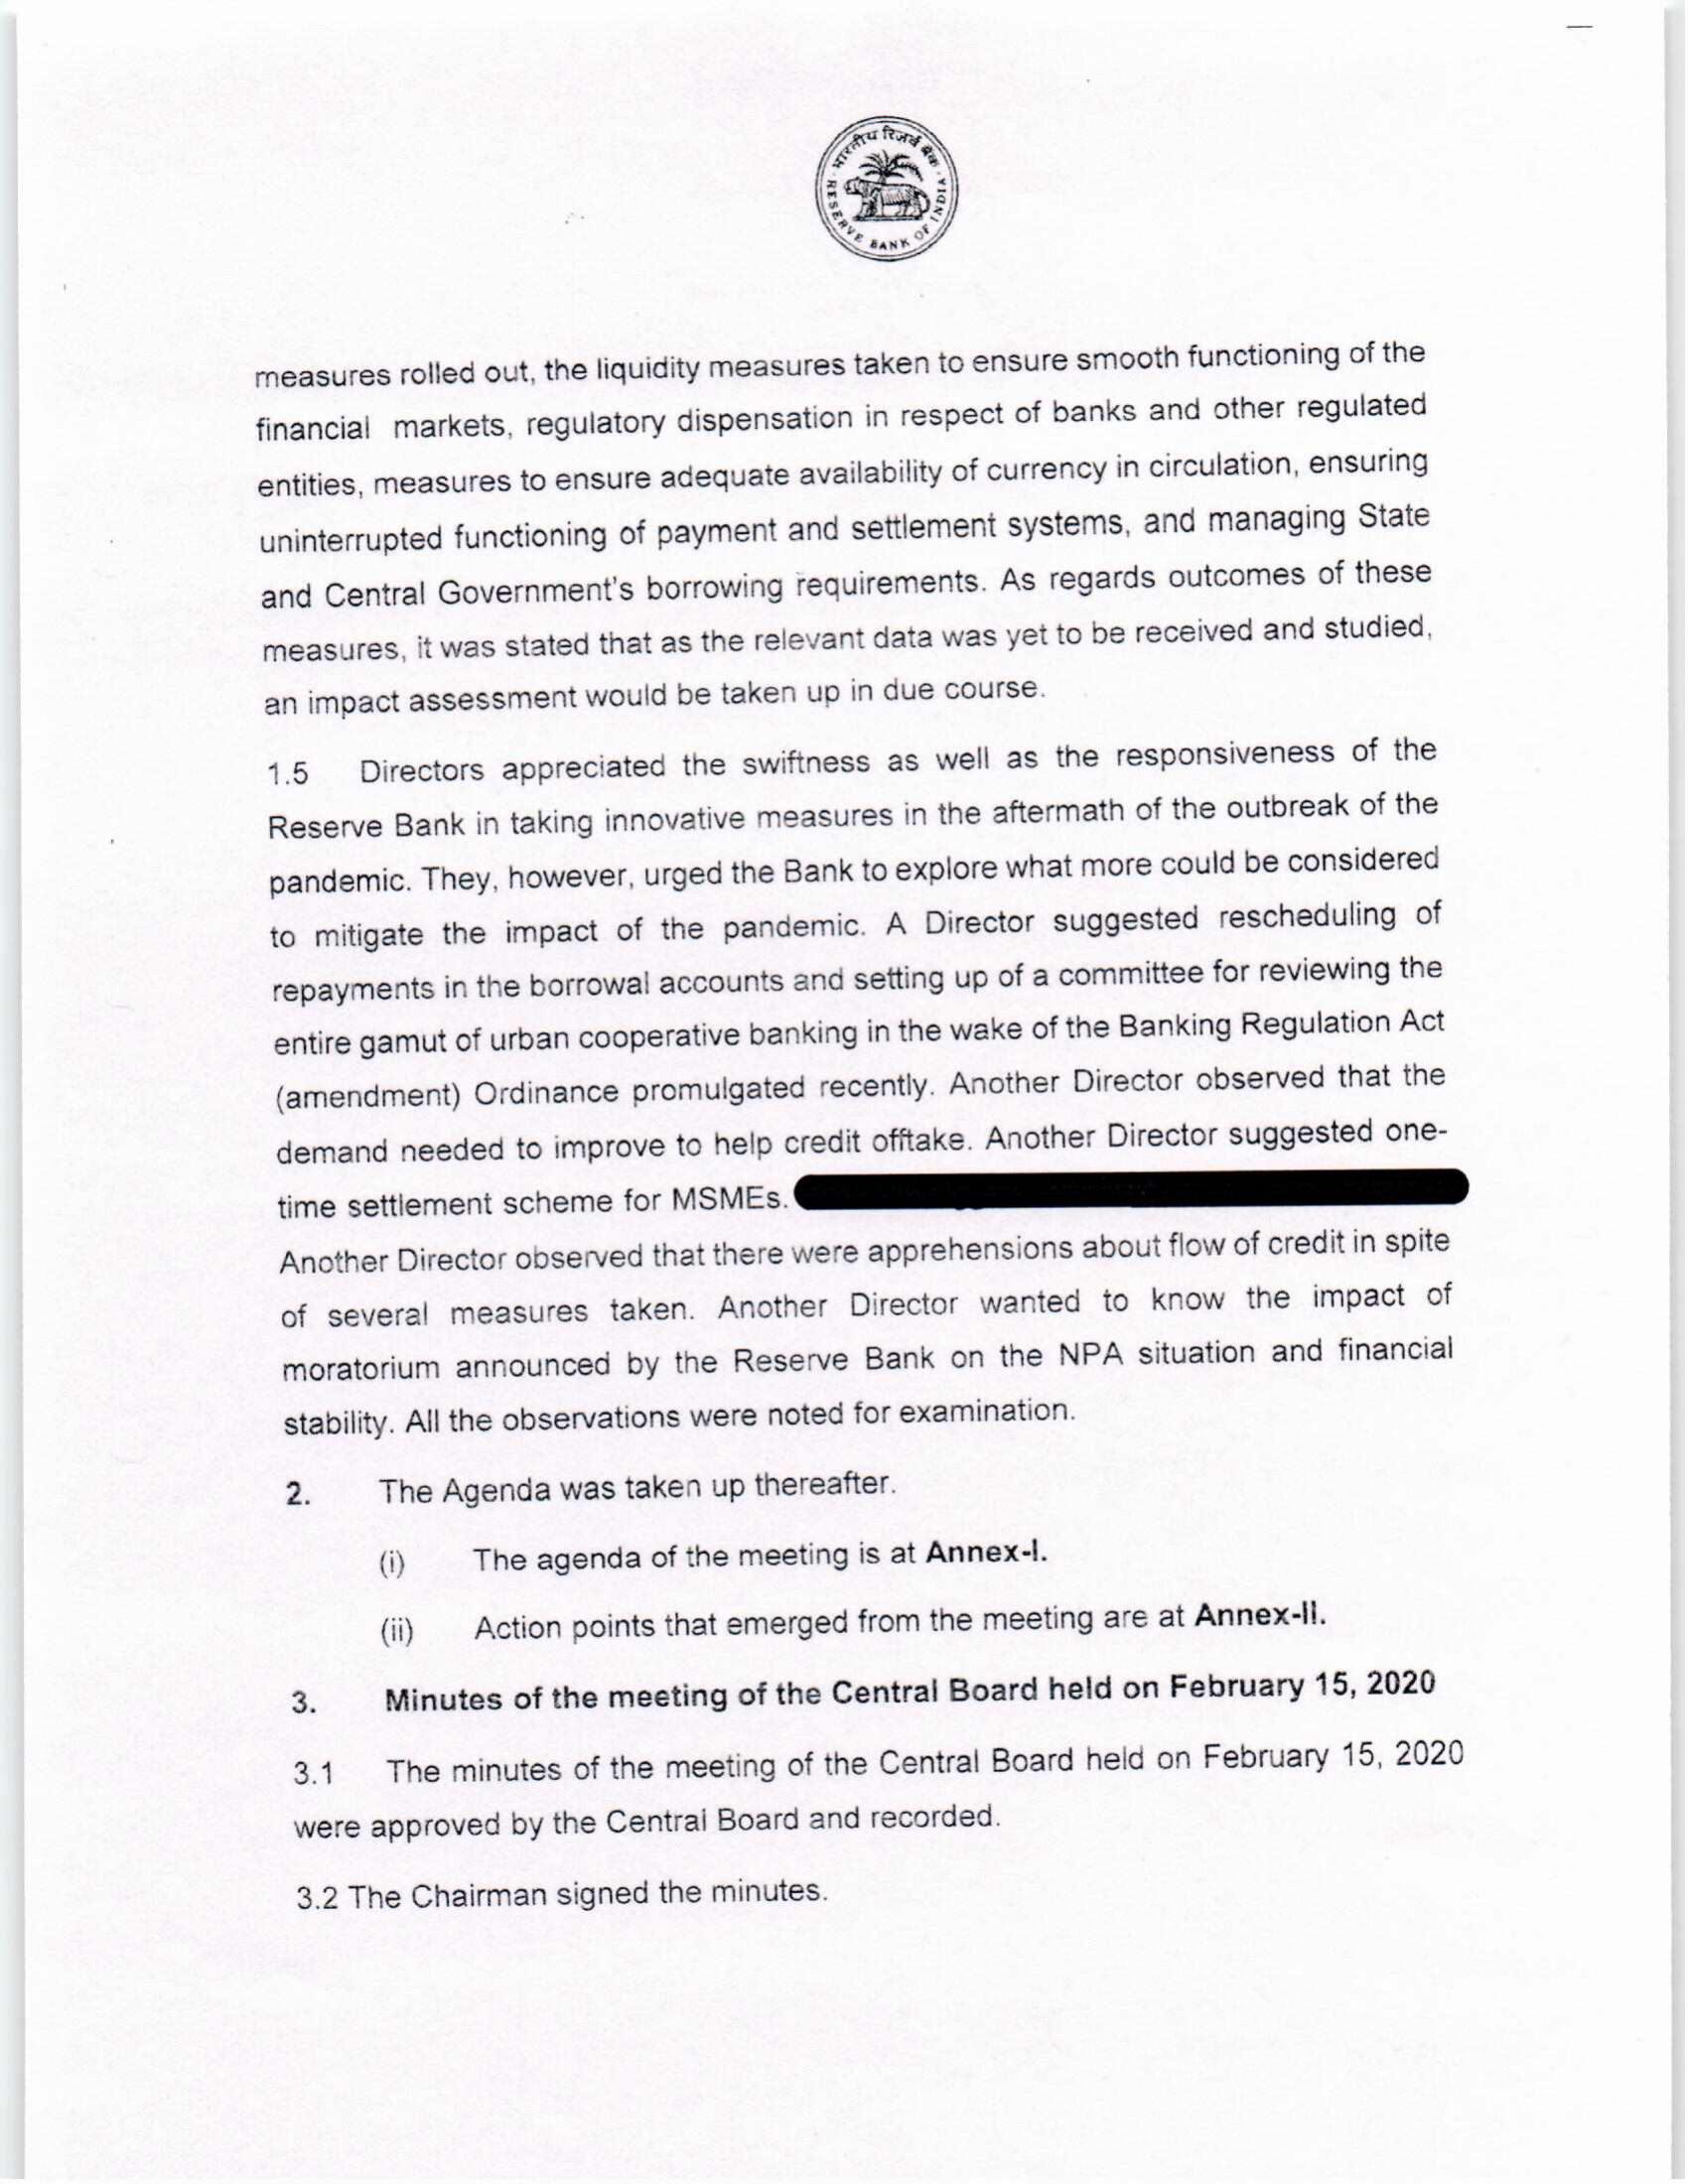 भारतीय रिज़र्व बैंक
RESERVE BANK OF INDIA
measures rolled out, the liquidity measures taken to ensure smooth functioning of the
financial markets, regulatory dispensation in respect of banks and other regulated
entities, measures to ensure adequate availability of currency in circulation, ensuring
uninterrupted functioning of payment and settlement systems, and managing State
and Central Government's borrowing requirements. As regards outcomes of these
measures, it was stated that as the relevant data was yet to be received and studied,
an impact assessment would be taken up in due course.
1.5 Directors appreciated the swiftness as well as the responsiveness of the
Reserve Bank in taking innovative measures in the aftermath of the outbreak of the
pandemic. They, however, urged the Bank to explore what more could be considered
to mitigate the impact of the pandemic. A Director suggested rescheduling of
repayments in the borrowal accounts and setting up of a committee for reviewing the
entire gamut of urban cooperative banking in the wake of the Banking Regulation Act
(amendment) Ordinance promulgated recently. Another Director observed that the
demand needed to improve to help credit offtake. Another Director suggested one-
time settlement scheme for MSMEs.
Another Director observed that there were apprehensions about flow of credit in spite
of several measures taken. Another Director wanted to know the impact of
moratorium announced by the Reserve Bank on the NPA situation and financial
stability. All the observations were noted for examination.
2. The Agenda was taken up thereafter.
(i) The agenda of the meeting is at Annex-I.
(ii) Action points that emerged from the meeting are at Annex-II.
3. Minutes of the meeting of the Central Board held on February 15, 2020
3.1 The minutes of the meeting of the Central Board held on February 15, 2020
were approved by the Central Board and recorded.
3.2 The Chairman signed the minutes.